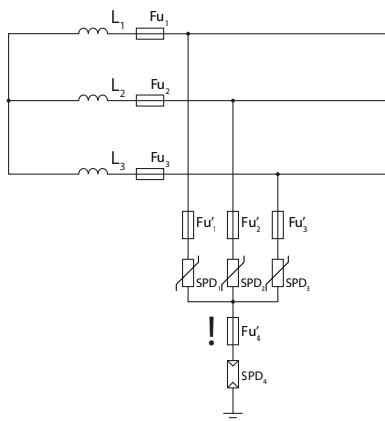 L₁ Fu₁
L₂ Fu₂
L₃ Fu₃
Fu'₁ Fu'₂ Fu'₃
SPD₁ SPD₂ SPD₃
! Fu'₄
SPD₄